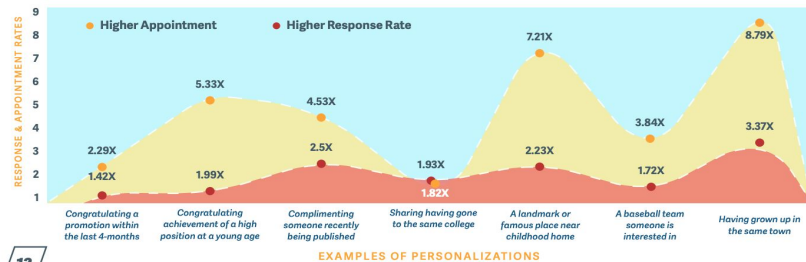 RESPONSE & APPOINTMENT RATES
9
8
7
6
5
4
3
2
1
Higher Appointment
Higher Response Rate
2.29X
1.42X
5.33X
1.99X
4.53X
2.5X
1.93X
1.82X
7.21X
2.23X
3.84X
1.72X
8.79X
3.37X
Congratulating a
promotion within
the last 4-months
Congratulating
achievement of a high
position at a young age
Complimenting
someone recently
being published
Sharing having gone
to the same college
A landmark or
famous place near
childhood home
A baseball team
someone is
interested in
Having grown up in
the same town
EXAMPLES OF PERSONALIZATIONS